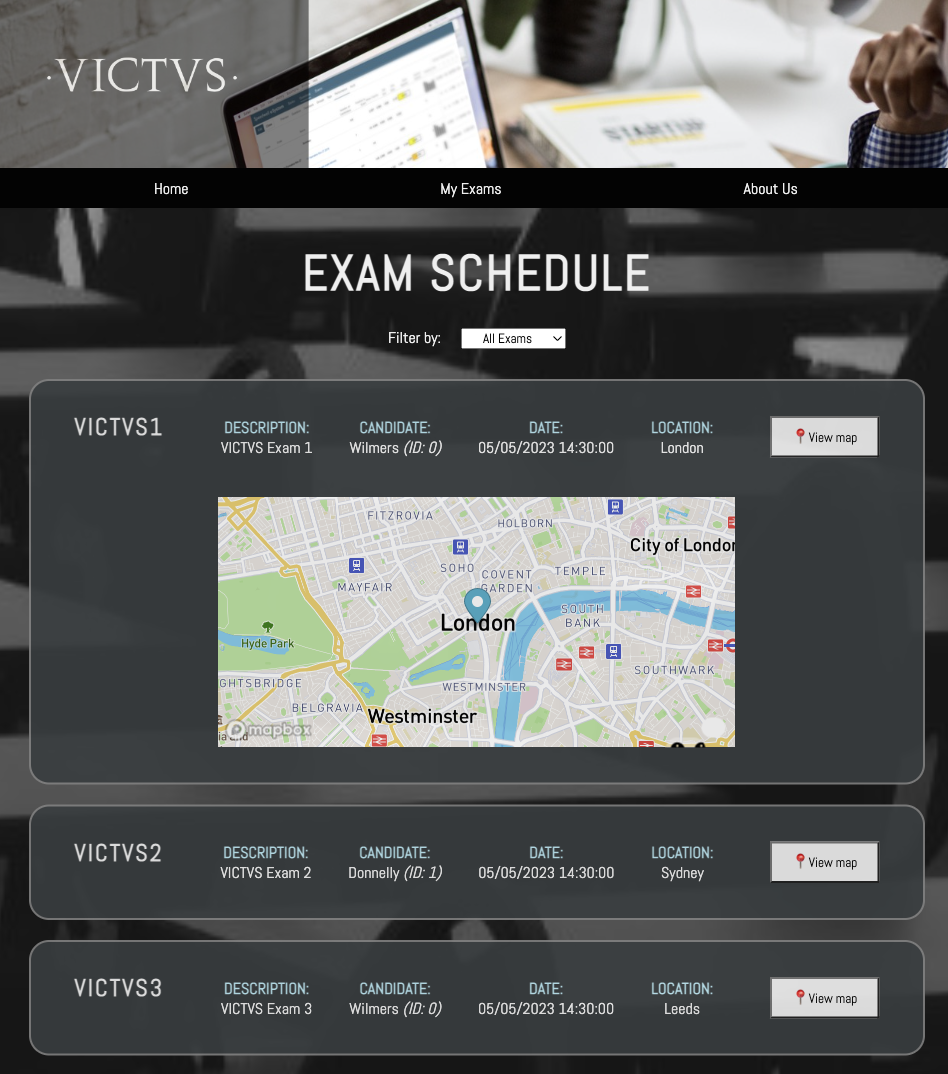 ·VICTVS·
STARTUP
Home
My Exams
About Us
EXAM SCHEDULE
Filter by:
All Exams
VICTVS1
DESCRIPTION:
VICTVS Exam 1
CANDIDATE:
Wilmers (ID: 0)
DATE:
05/05/2023 14:30:00
LOCATION:
London
View map
FITZROVIA
HOLBORN
City of London
SOHO
COVENT
GARDEN
TEMPLE
MAYFAIR
SOUTH
BANK
London
Hyde Park
SOUTHWARK
GHTSBRIDGE
WESTMINSTER
BELGRAVIA
Westminster
mapbox
VICTVS2
DESCRIPTION:
VICTVS Exam 2
CANDIDATE:
Donnelly (ID: 1)
DATE:
05/05/2023 14:30:00
LOCATION:
Sydney
View map
VICTVS3
DESCRIPTION:
VICTVS Exam 3
CANDIDATE:
Wilmers (ID: 0)
DATE:
05/05/2023 14:30:00
LOCATION:
Leeds
View map